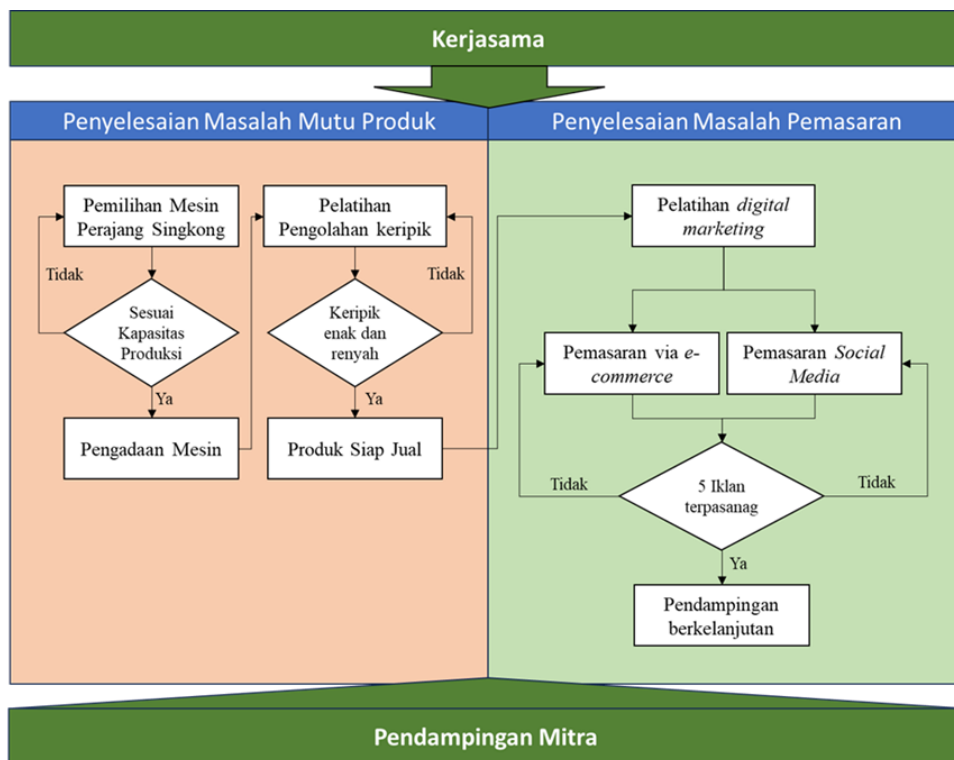 Kerjasama
Penyelesaian Masalah Mutu Produk
Penyelesaian Masalah Pemasaran
Pemilihan Mesin
Perajang Singkong
Tidak
Sesuai
Kapasitas
Produksi
Ya
Pengadaan Mesin
Pelatihan
Pengolahan keripik
Tidak
Keripik
enak dan
renyah
Ya
Produk Siap Jual
Pelatihan digital
marketing
Pemasaran via e-
commerce
Pemasaran Social
Media
Tidak
5 Iklan
terpasanag
Tidak
Ya
Pendampingan
berkelanjutan
Pendampingan Mitra